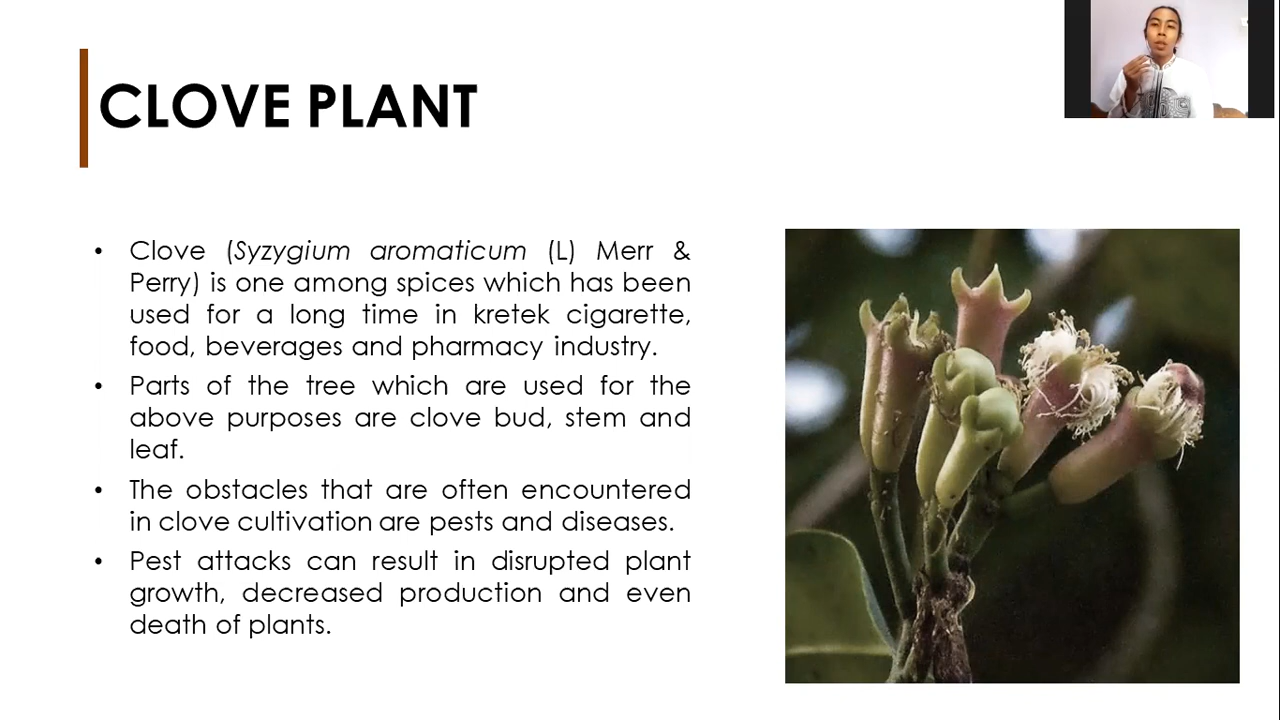 CLOVE PLANT
• Clove (Syzygium aromaticum (L) Merr &
Perry) is one among spices which has been
used for a long time in kretek cigarette,
food, beverages and pharmacy industry.
• Parts of the tree which are used for the
above purposes are clove bud, stem and
leaf.
• The obstacles that are often encountered
in clove cultivation are pests and diseases.
• Pest attacks can result in disrupted plant
growth, decreased production and even
death of plants.